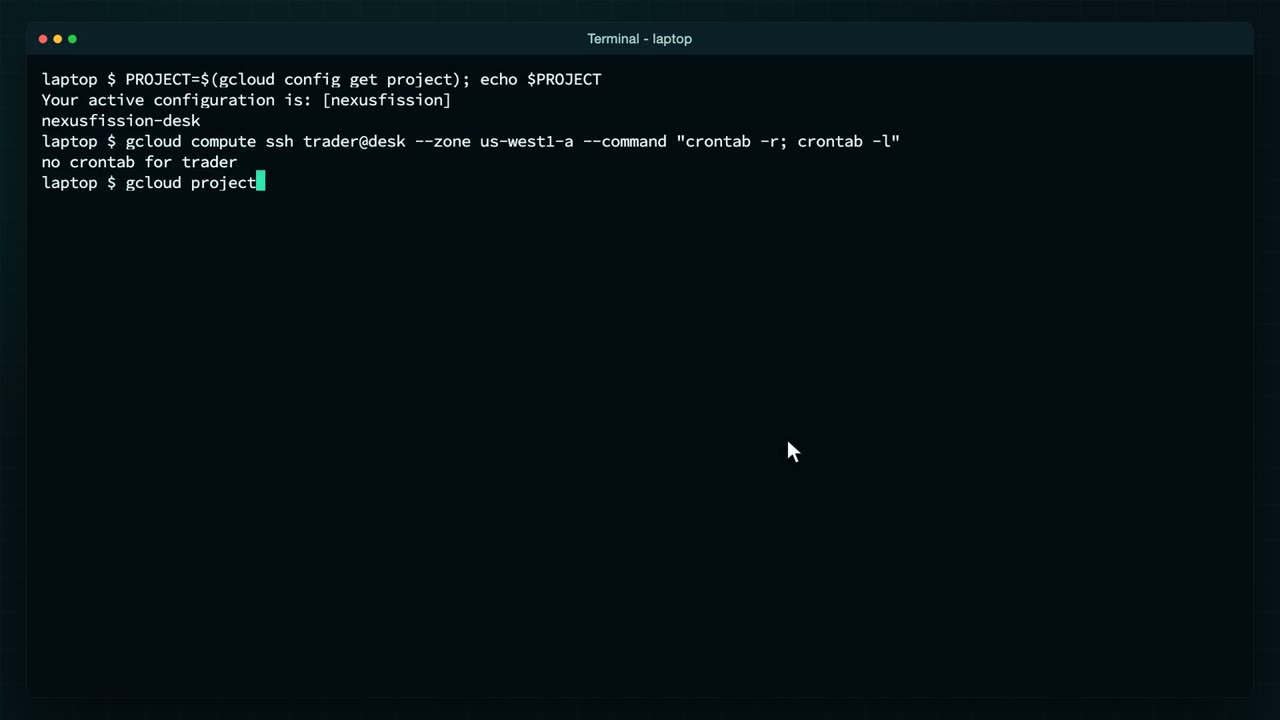 Terminal - laptop
laptop $ PROJECT=$(gcloud config get project); echo $PROJECT
Your active configuration is: [nexusfission]
nexusfission-desk
laptop $ gcloud compute ssh trader@desk --zone us-west1-a --command "crontab -r; crontab -l"
no crontab for trader
laptop $ gcloud project